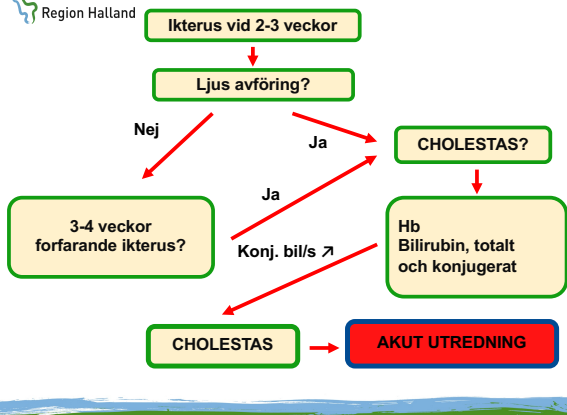 Region Halland
Ikterus vid 2-3 veckor
Ljus avföring?
Nej
Ja
CHOLESTAS?
Ja
3-4 veckor
forfarande ikterus?
Konj. bil/s ↗
Hb
Bilirubin, totalt
och konjugerat
CHOLESTAS
AKUT UTREDNING